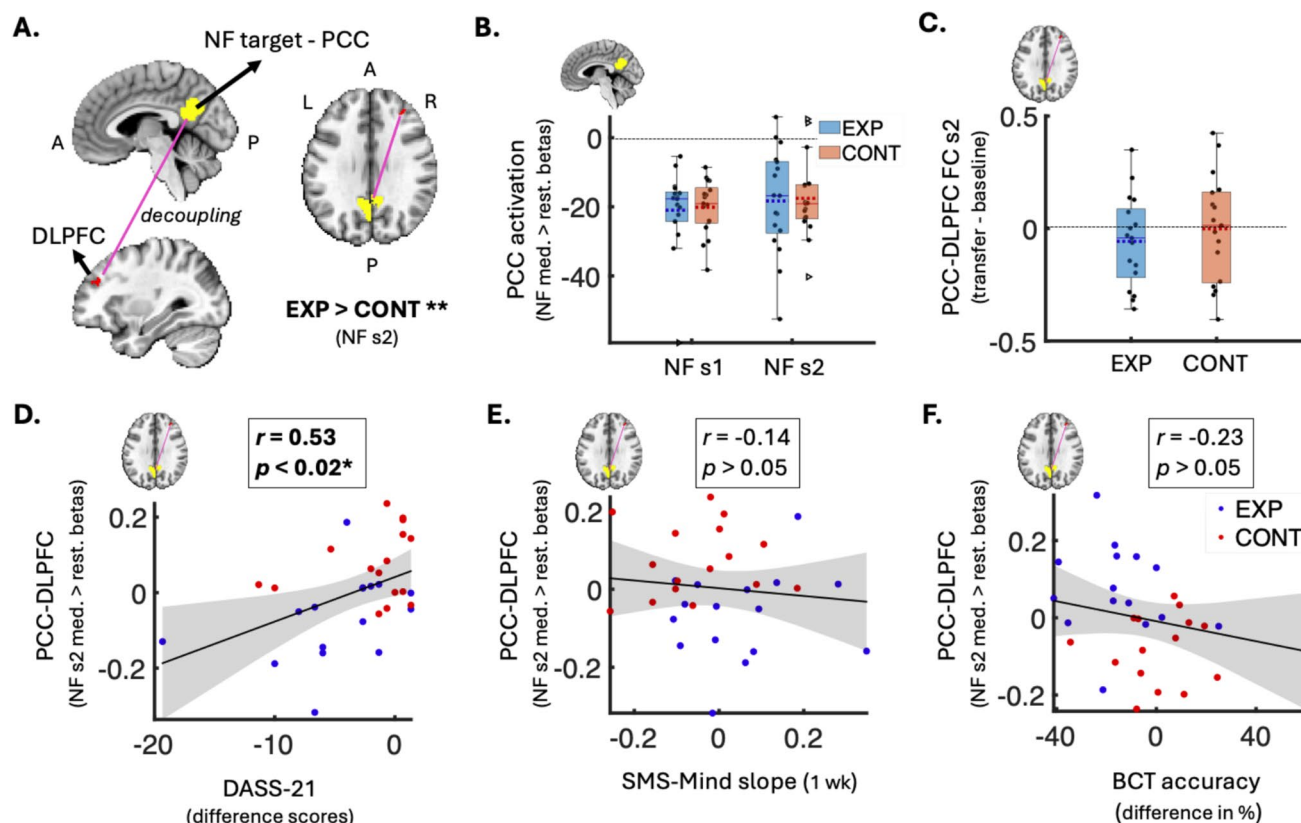 A.
NF target - PCC
A
L
R
A
P
decoupling
DLPFC
P
EXP > CONT **
(NF s2)
B.
PCC activation
(NF med. > rest. betas)
0
-20
-40
EXP
CONT
NF s1
NF s2
C.
PCC-DLPFC FC s2
(transfer - baseline)
0.5
0
-0.5
EXP
CONT
D.
r = 0.53
p < 0.02*
PCC-DLPFC
(NF s2 med. > rest. betas)
0.2
0
-0.2
-20
-10
0
DASS-21
(difference scores)
E.
r = -0.14
p > 0.05
PCC-DLPFC
(NF s2 med. > rest. betas)
0.2
0
-0.2
-0.2
0
0.2
SMS-Mind slope (1 wk)
F.
r = -0.23
p > 0.05
EXP
CONT
PCC-DLPFC
(NF s2 med. > rest. betas)
0.2
0
-0.2
-40
0
40
BCT accuracy
(difference in %)